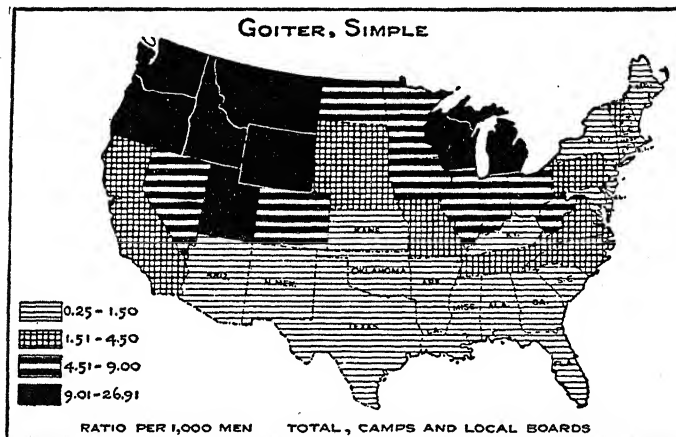 GOITER, SIMPLE
KANS.
KY.
ARIZ.
N. MEX.
OKLAHOMA
ARK.
S.C.
MISS.
ALA.
GA.
TEXAS
LA.
0.25 - 1.50
1.51 - 4.50
4.51 - 9.00
9.01 - 26.91
RATIO PER 1,000 MEN TOTAL, CAMPS AND LOCAL BOARDS